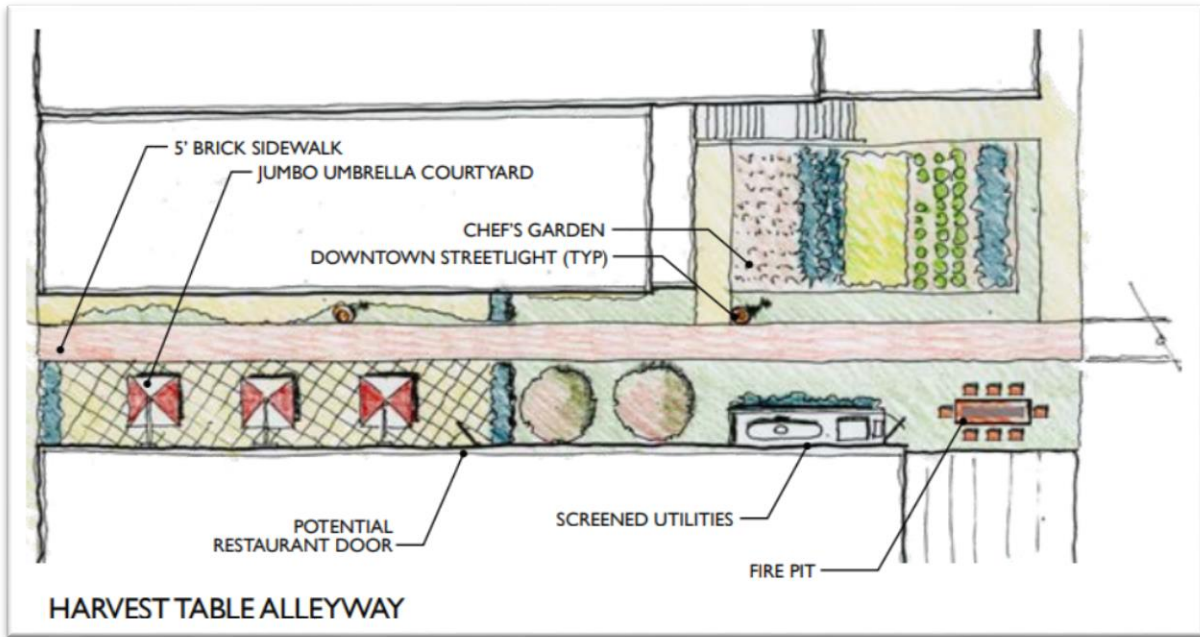 5' BRICK SIDEWALK
JUMBO UMBRELLA COURTYARD
CHEF'S GARDEN
DOWNTOWN STREETLIGHT (TYP)
POTENTIAL
RESTAURANT DOOR
SCREENED UTILITIES
FIRE PIT
HARVEST TABLE ALLEYWAY